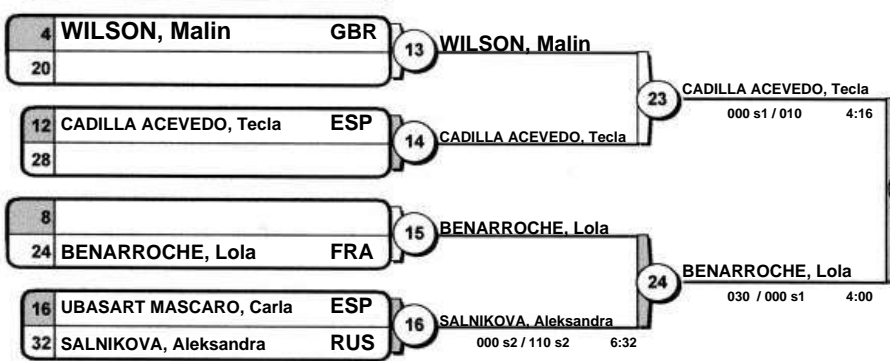 4 WILSON, Malin GBR
20
13
WILSON, Malin
12 CADILLA ACEVEDO, Tecla ESP
28
14
CADILLA ACEVEDO, Tecla
23
CADILLA ACEVEDO, Tecla
000 s1 / 010 4:16
8
24 BENARROCHE, Lola FRA
15
BENARROCHE, Lola
16 UBASART MASCARO, Carla ESP
32 SALNIKOVA, Aleksandra RUS
16
SALNIKOVA, Aleksandra
000 s2 / 110 s2 6:32
24
BENARROCHE, Lola
030 / 000 s1 4:00